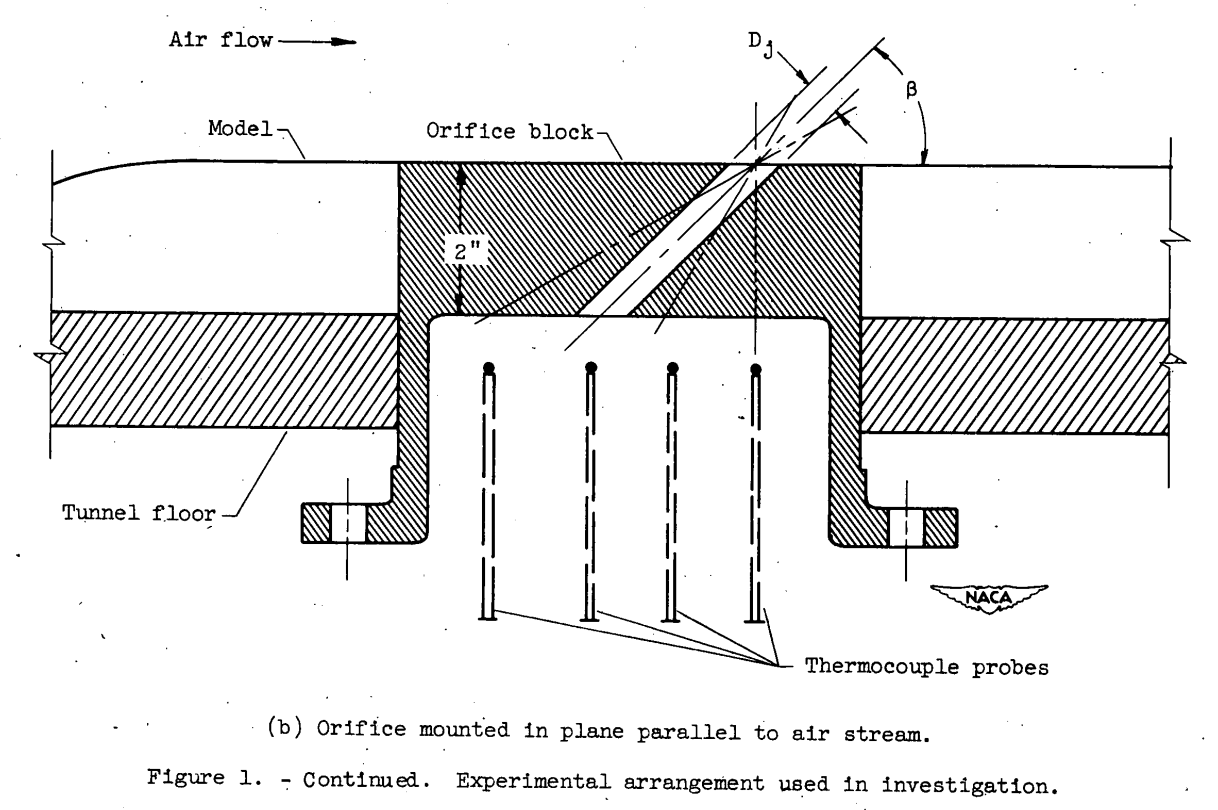 Air flow
D_j
β
Model
Orifice block
2"
Tunnel floor
NACA
Thermocouple probes
(b) Orifice mounted in plane parallel to air stream.
Figure 1. - Continued. Experimental arrangement used in investigation.